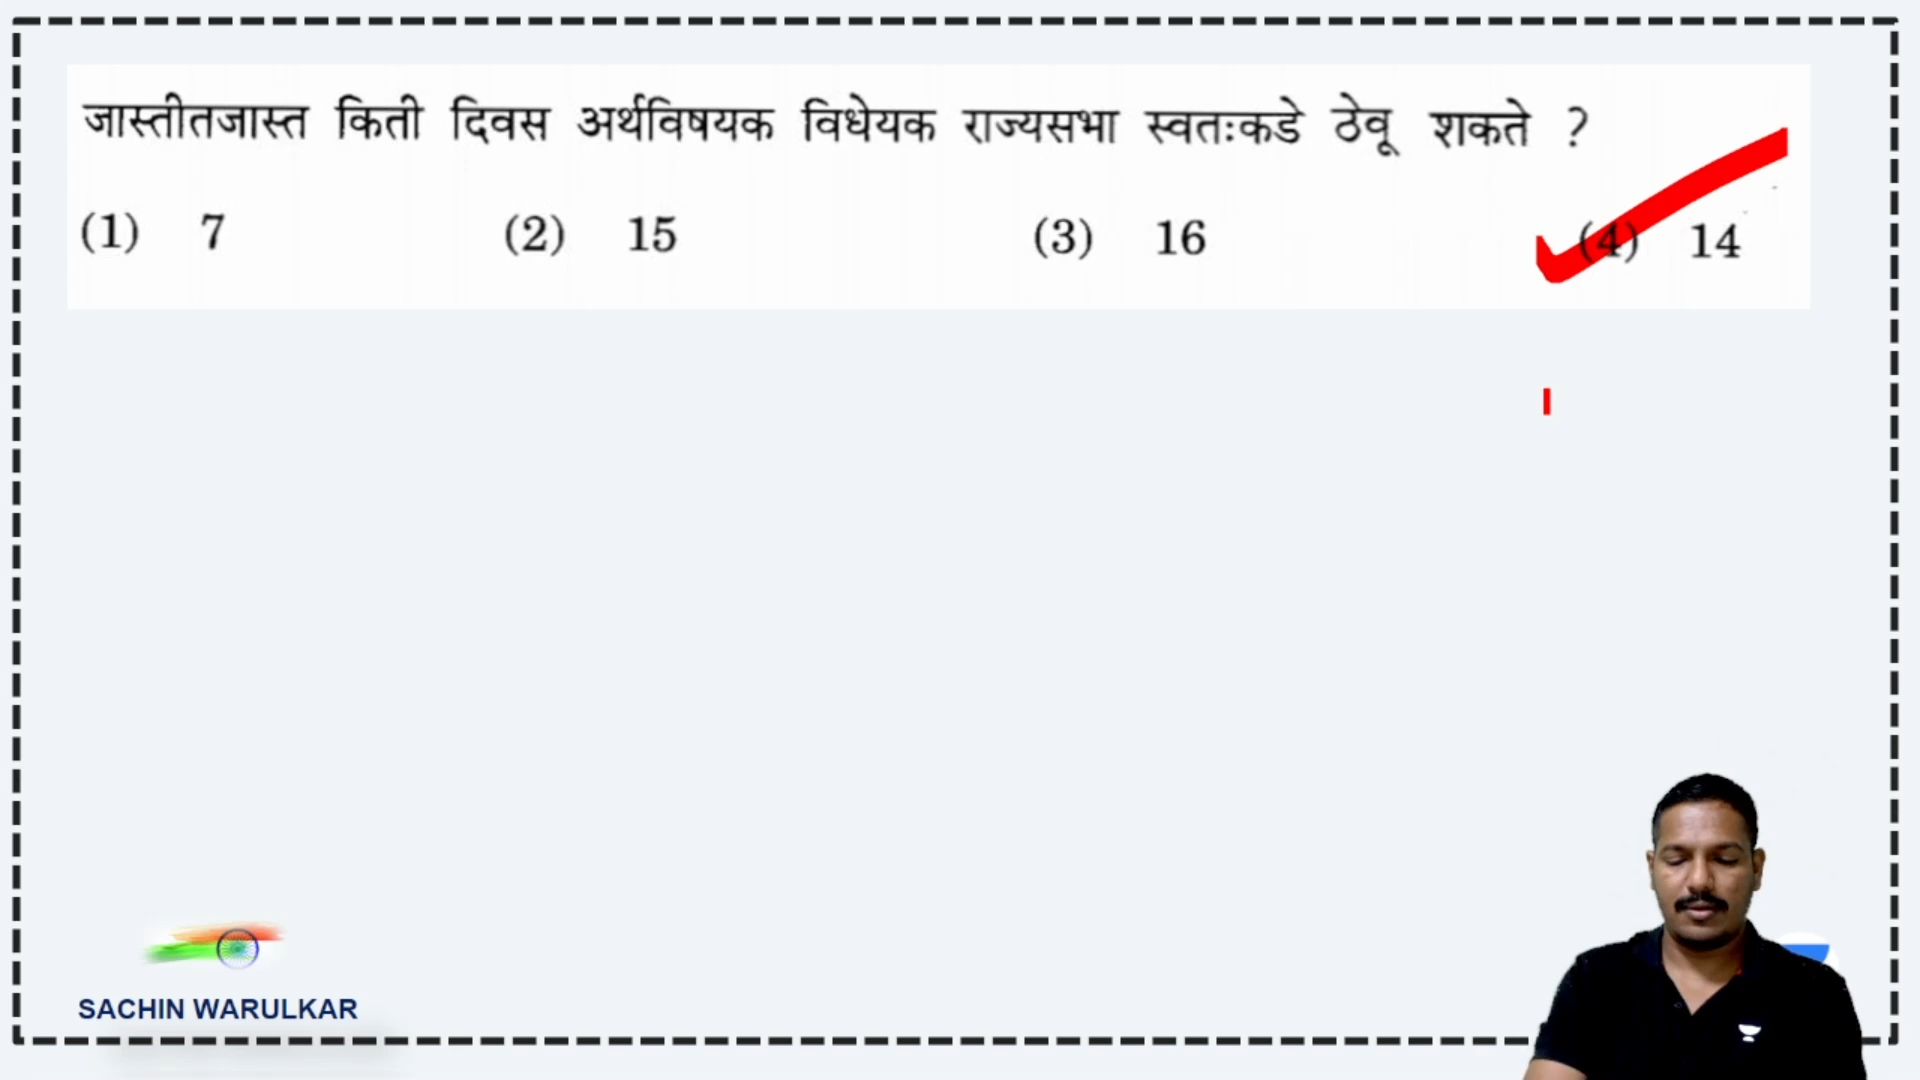 जास्तीतजास्त किती दिवस अर्थविषयक विधेयक राज्यसभा स्वतःकडे ठेवू शकते ?
(1) 7 (2) 15 (3) 16 (4) 14
SACHIN WARULKAR